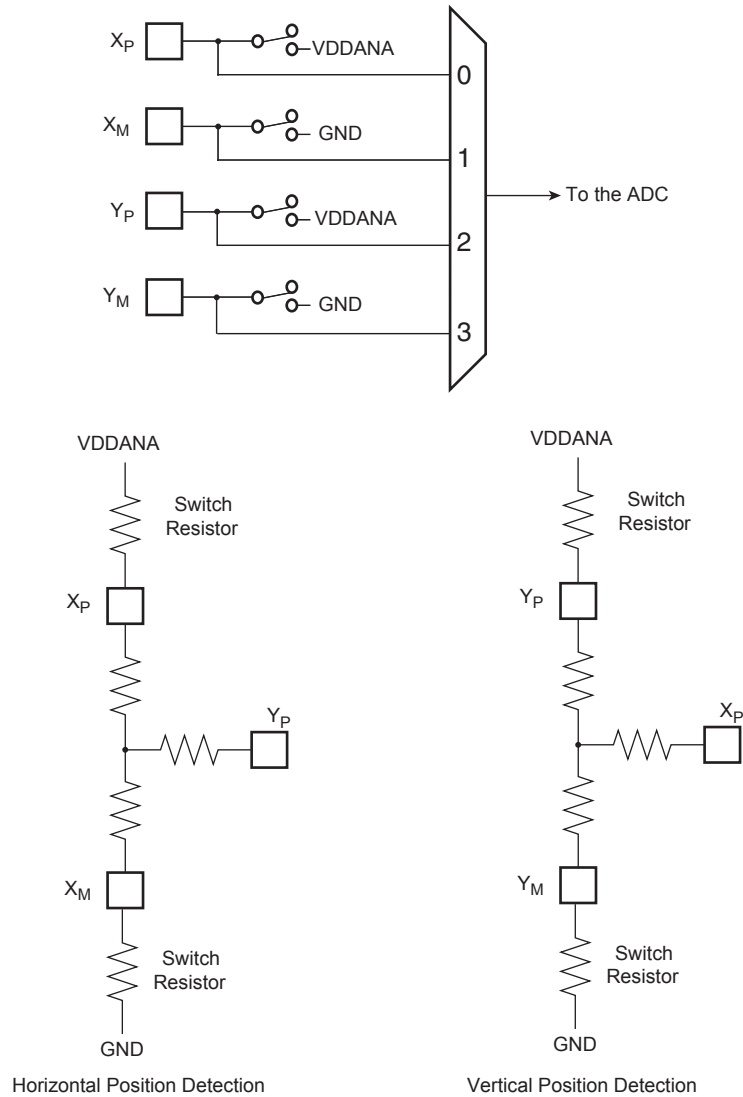 XP
VDDANA
0
XM
GND
1
To the ADC
YP
VDDANA
2
YM
GND
3
VDDANA
Switch
Resistor
XP
YP
XM
Switch
Resistor
GND
Horizontal Position Detection
VDDANA
Switch
Resistor
YP
XP
YM
Switch
Resistor
GND
Vertical Position Detection